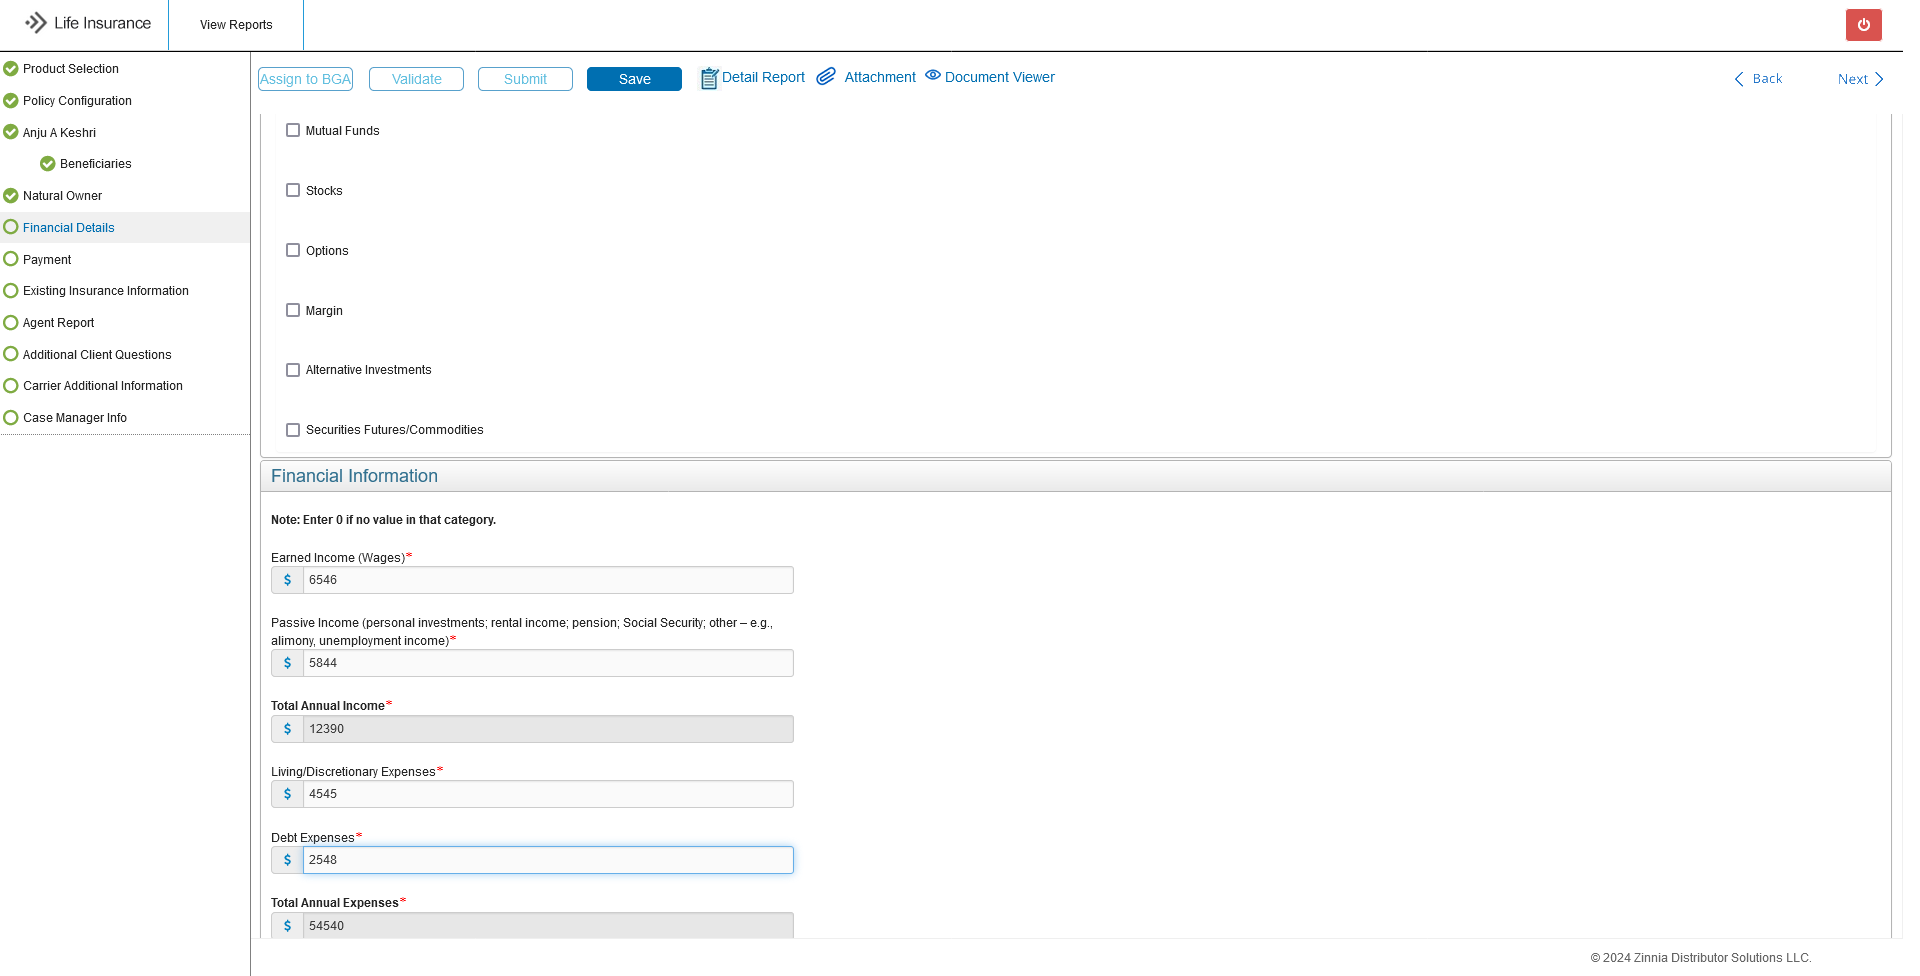 Life Insurance
View Reports
Product Selection
Policy Configuration
Anju A Keshri
Beneficiaries
Natural Owner
Financial Details
Payment
Existing Insurance Information
Agent Report
Additional Client Questions
Carrier Additional Information
Case Manager Info
Assign to BGA
Validate
Submit
Save
Detail Report
Attachment
Document Viewer
Back
Next
Mutual Funds
Stocks
Options
Margin
Alternative Investments
Securities Futures/Commodities
Financial Information
Note: Enter 0 if no value in that category.
Earned Income (Wages)*
$ 6546
Passive Income (personal investments; rental income; pension; Social Security; other – e.g.,
alimony, unemployment income)*
$ 5844
Total Annual Income*
$ 12390
Living/Discretionary Expenses*
$ 4545
Debt Expenses*
$ 2548
Total Annual Expenses*
$ 54540
© 2024 Zinnia Distributor Solutions LLC.